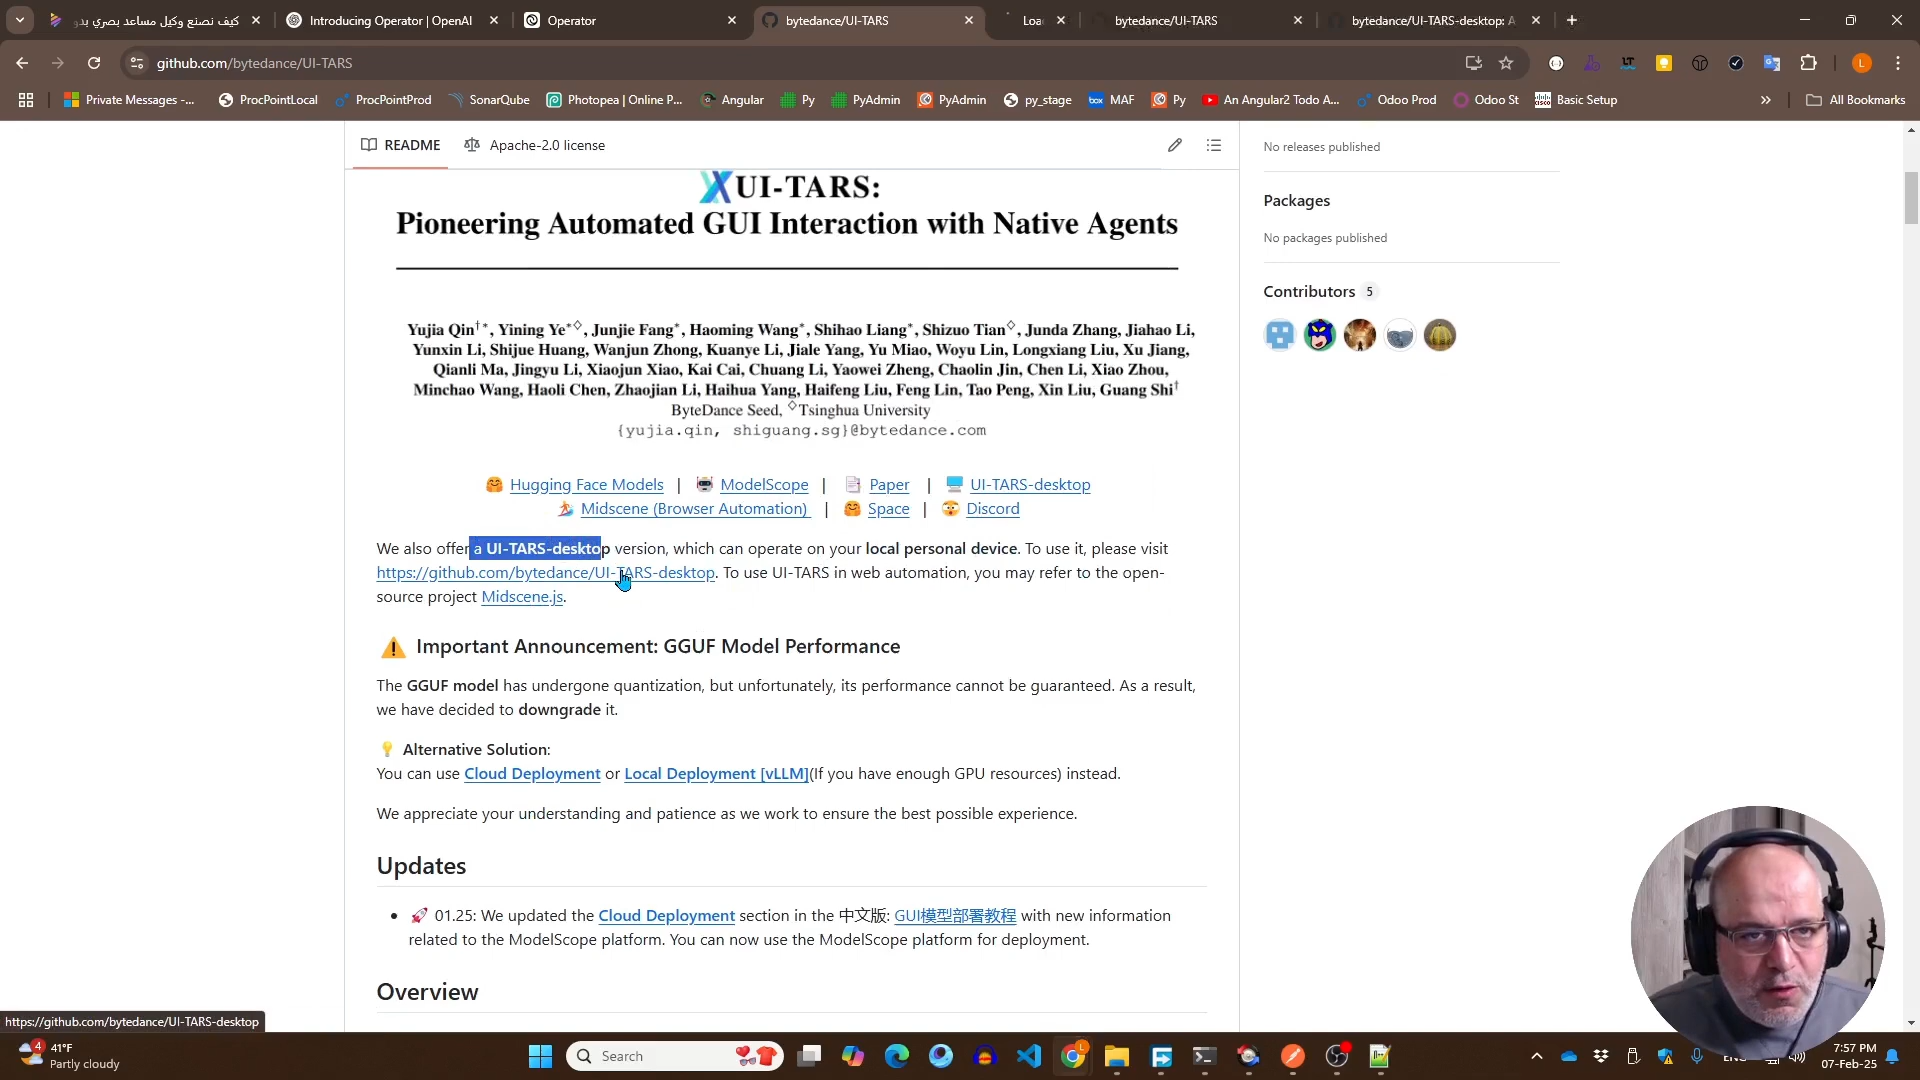 كيف نصنع وكيل مساعد بصري بدو
Introducing Operator | OpenAI
Operator
bytedance/UI-TARS
Loa
bytedance/UI-TARS
bytedance/UI-TARS-desktop: A
github.com/bytedance/UI-TARS
L
Private Messages -...
ProcPointLocal
ProcPointProd
SonarQube
Photopea | Online P...
Angular
Py
PyAdmin
PyAdmin
py_stage
MAF
Py
An Angular2 Todo A...
Odoo Prod
Odoo St
Basic Setup
»
All Bookmarks
README
Apache-2.0 license
UI-TARS:
Pioneering Automated GUI Interaction with Native Agents
Yujia Qin†*, Yining Ye*◇, Junjie Fang*, Haoming Wang*, Shihao Liang*, Shizuo Tian◇, Junda Zhang, Jiahao Li,
Yunxin Li, Shijue Huang, Wanjun Zhong, Kuanye Li, Jiale Yang, Yu Miao, Woyu Lin, Longxiang Liu, Xu Jiang,
Qianli Ma, Jingyu Li, Xiaojun Xiao, Kai Cai, Chuang Li, Yaowei Zheng, Chaolin Jin, Chen Li, Xiao Zhou,
Minchao Wang, Haoli Chen, Zhaojian Li, Haihua Yang, Haifeng Liu, Feng Lin, Tao Peng, Xin Liu, Guang Shi†
ByteDance Seed, ◇Tsinghua University
{yujia.qin, shiguang.sg}@bytedance.com
🤗 Hugging Face Models | 🤖 ModelScope | 📑 Paper | 🖥️ UI-TARS-desktop
🏄 Midscene (Browser Automation) | 🤗 Space | 🫨 Discord
We also offer a UI-TARS-desktop version, which can operate on your local personal device. To use it, please visit
https://github.com/bytedance/UI-TARS-desktop. To use UI-TARS in web automation, you may refer to the open-
source project Midscene.js.
⚠️ Important Announcement: GGUF Model Performance
The GGUF model has undergone quantization, but unfortunately, its performance cannot be guaranteed. As a result,
we have decided to downgrade it.
💡 Alternative Solution:
You can use Cloud Deployment or Local Deployment [vLLM](If you have enough GPU resources) instead.
We appreciate your understanding and patience as we work to ensure the best possible experience.
Updates
• 🚀 01.25: We updated the Cloud Deployment section in the 中文版: GUI模型部署教程 with new information
related to the ModelScope platform. You can now use the ModelScope platform for deployment.
Overview
No releases published
Packages
No packages published
Contributors 5
https://github.com/bytedance/UI-TARS-desktop
4
41°F
Partly cloudy
Search
7:57 PM
07-Feb-25